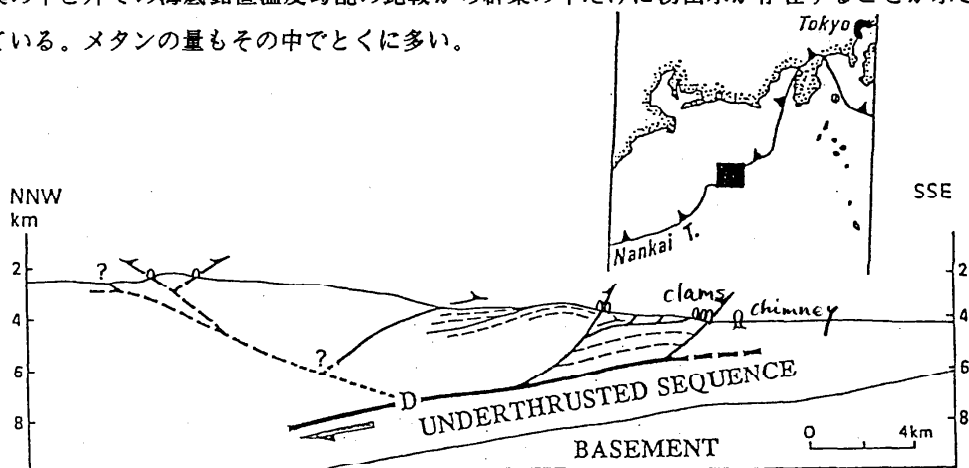 ている。メタンの量もその中でとくに多い。
Tokyo
Nankai T.
NNW
km
SSE
2
4
6
8
?
?
clams
chimney
2
4
6
8
D
UNDERTHRUSTED SEQUENCE
BASEMENT
0 4km